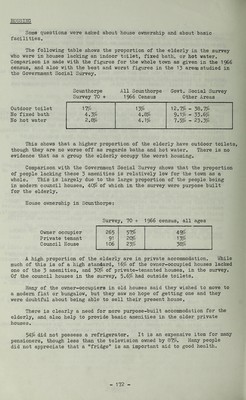 HOUSING
Some questions were asked about house ownership and about basic
facilities.
The following table shows the proportion of the elderly in the survey
who were in houses lacking an indoor toilet, fixed bath, or hot water.
Comparison is made with the figures for the whole town as given in the 1966
census, and also with the best and worst figures in the 13 areas studied in
the Government Social Survey.
Scunthorpe All Scunthorpe Govt. Social Survey
Survey 70 + 1966 Census Other Areas
Outdoor toilet 17% 13% 12.7% - 38.7%
No fixed bath 4.3% 4.8% 9.1% - 33.6%
No hot water 2.8% 4.1% 7.5% - 23.3%
This shows that a higher proportion of the elderly have outdoor toilets,
though they are no worse off as regards baths and hot water. There is no
evidence that as a group the elderly occupy the worst housing.
Comparison with the Government Social Survey shows that the proportion
of people lacking these 3 amenities is relatively low for the town as a
whole. This is largely due to the large proportion of the people being
in modern council houses, 40% of which in the survey were purpose built
for the elderly.
House ownership in Scunthorpe:
Survey, 70 + 1966 census, All ages
Owner occupier 265 57% 49%
Private tenant 91 20% 13%
Council House 106 23% 38%
A high proportion of the elderly are in private accommodation. While
much of this is of a high standard, 16% of the owner-occupied houses lacked
one of the 3 amenities, and 30% of private-tenanted houses, in the survey.
Of the council houses in the survey, 5.6% had outside toilets.
Many of the owner-occupiers in old houses said they wished to move to
a modern flat or bungalow, but they saw no hope of getting one and they
were doubtful about being able to sell their present house.
There is clearly a need for more purpose-built accommodation for the
elderly, and also help to provide basic amenities in the older private
houses.
54% did not possess a refrigerator. It is an expensive item for many
pensioners, though less than the television owned by 87%. Many people
did not appreciate that a "fridge" is an important aid to good health.
- 132 -